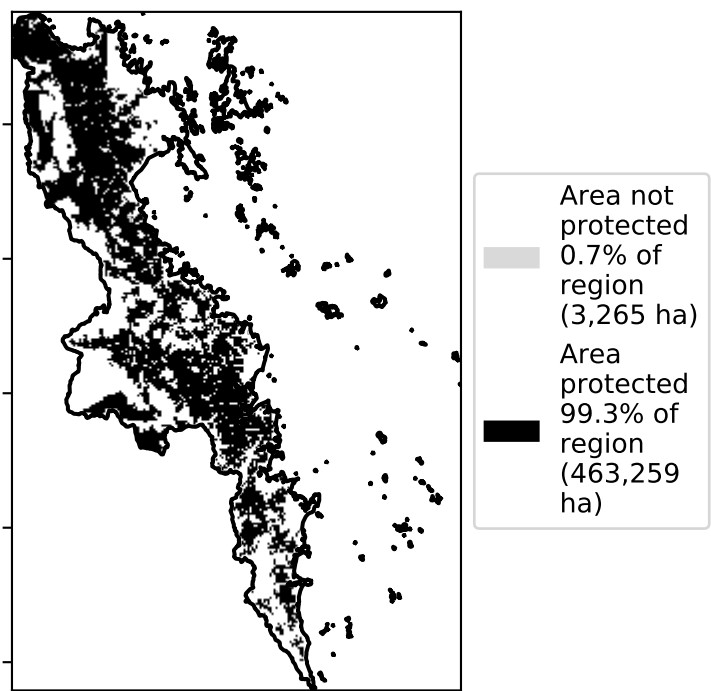 Area not
protected
0.7% of
region
(3,265 ha)
Area
protected
99.3% of
region
(463,259
ha)